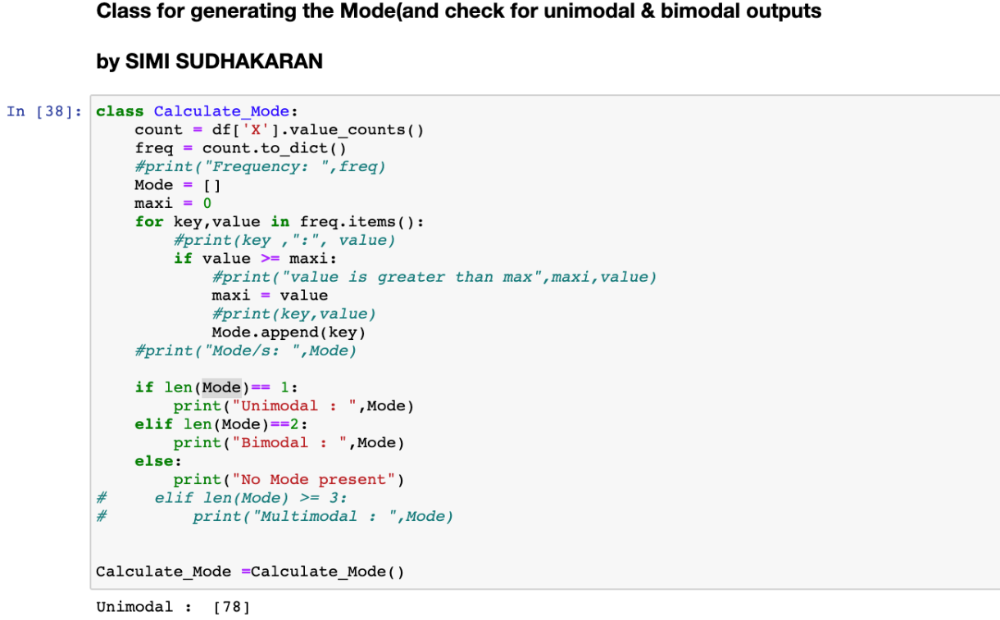 Class for generating the Mode(and check for unimodal & bimodal outputs
by SIMI SUDHAKARAN
In [38]: class Calculate_Mode:
    count = df['X'].value_counts()
    freq = count.to_dict()
    #print("Frequency: ",freq)
    Mode = []
    maxi = 0
    for key,value in freq.items():
        #print(key ,":", value)
        if value >= maxi:
            #print("value is greater than max",maxi,value)
            maxi = value
            #print(key,value)
            Mode.append(key)
    #print("Mode/s: ",Mode)
    if len(Mode)== 1:
        print("Unimodal : ",Mode)
    elif len(Mode)==2:
        print("Bimodal : ",Mode)
    else:
        print("No Mode present")
#     elif len(Mode) >= 3:
#         print("Multimodal : ",Mode)
Calculate_Mode =Calculate_Mode()
Unimodal :  [78]